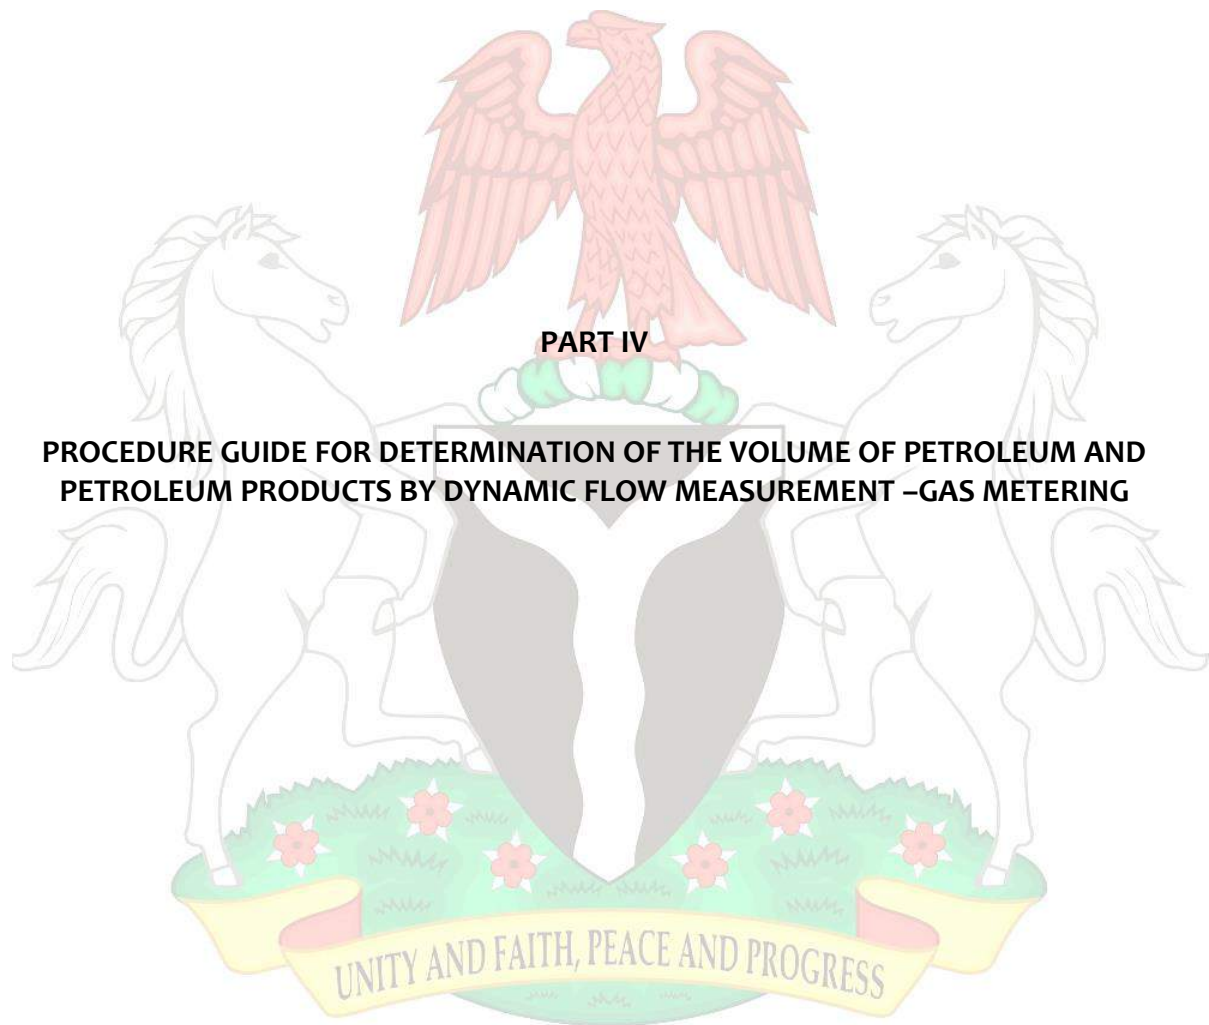 PART IV
PROCEDURE GUIDE FOR DETERMINATION OF THE VOLUME OF PETROLEUM AND
PETROLEUM PRODUCTS BY DYNAMIC FLOW MEASUREMENT –GAS METERING
UNITY AND FAITH, PEACE AND PROGRESS